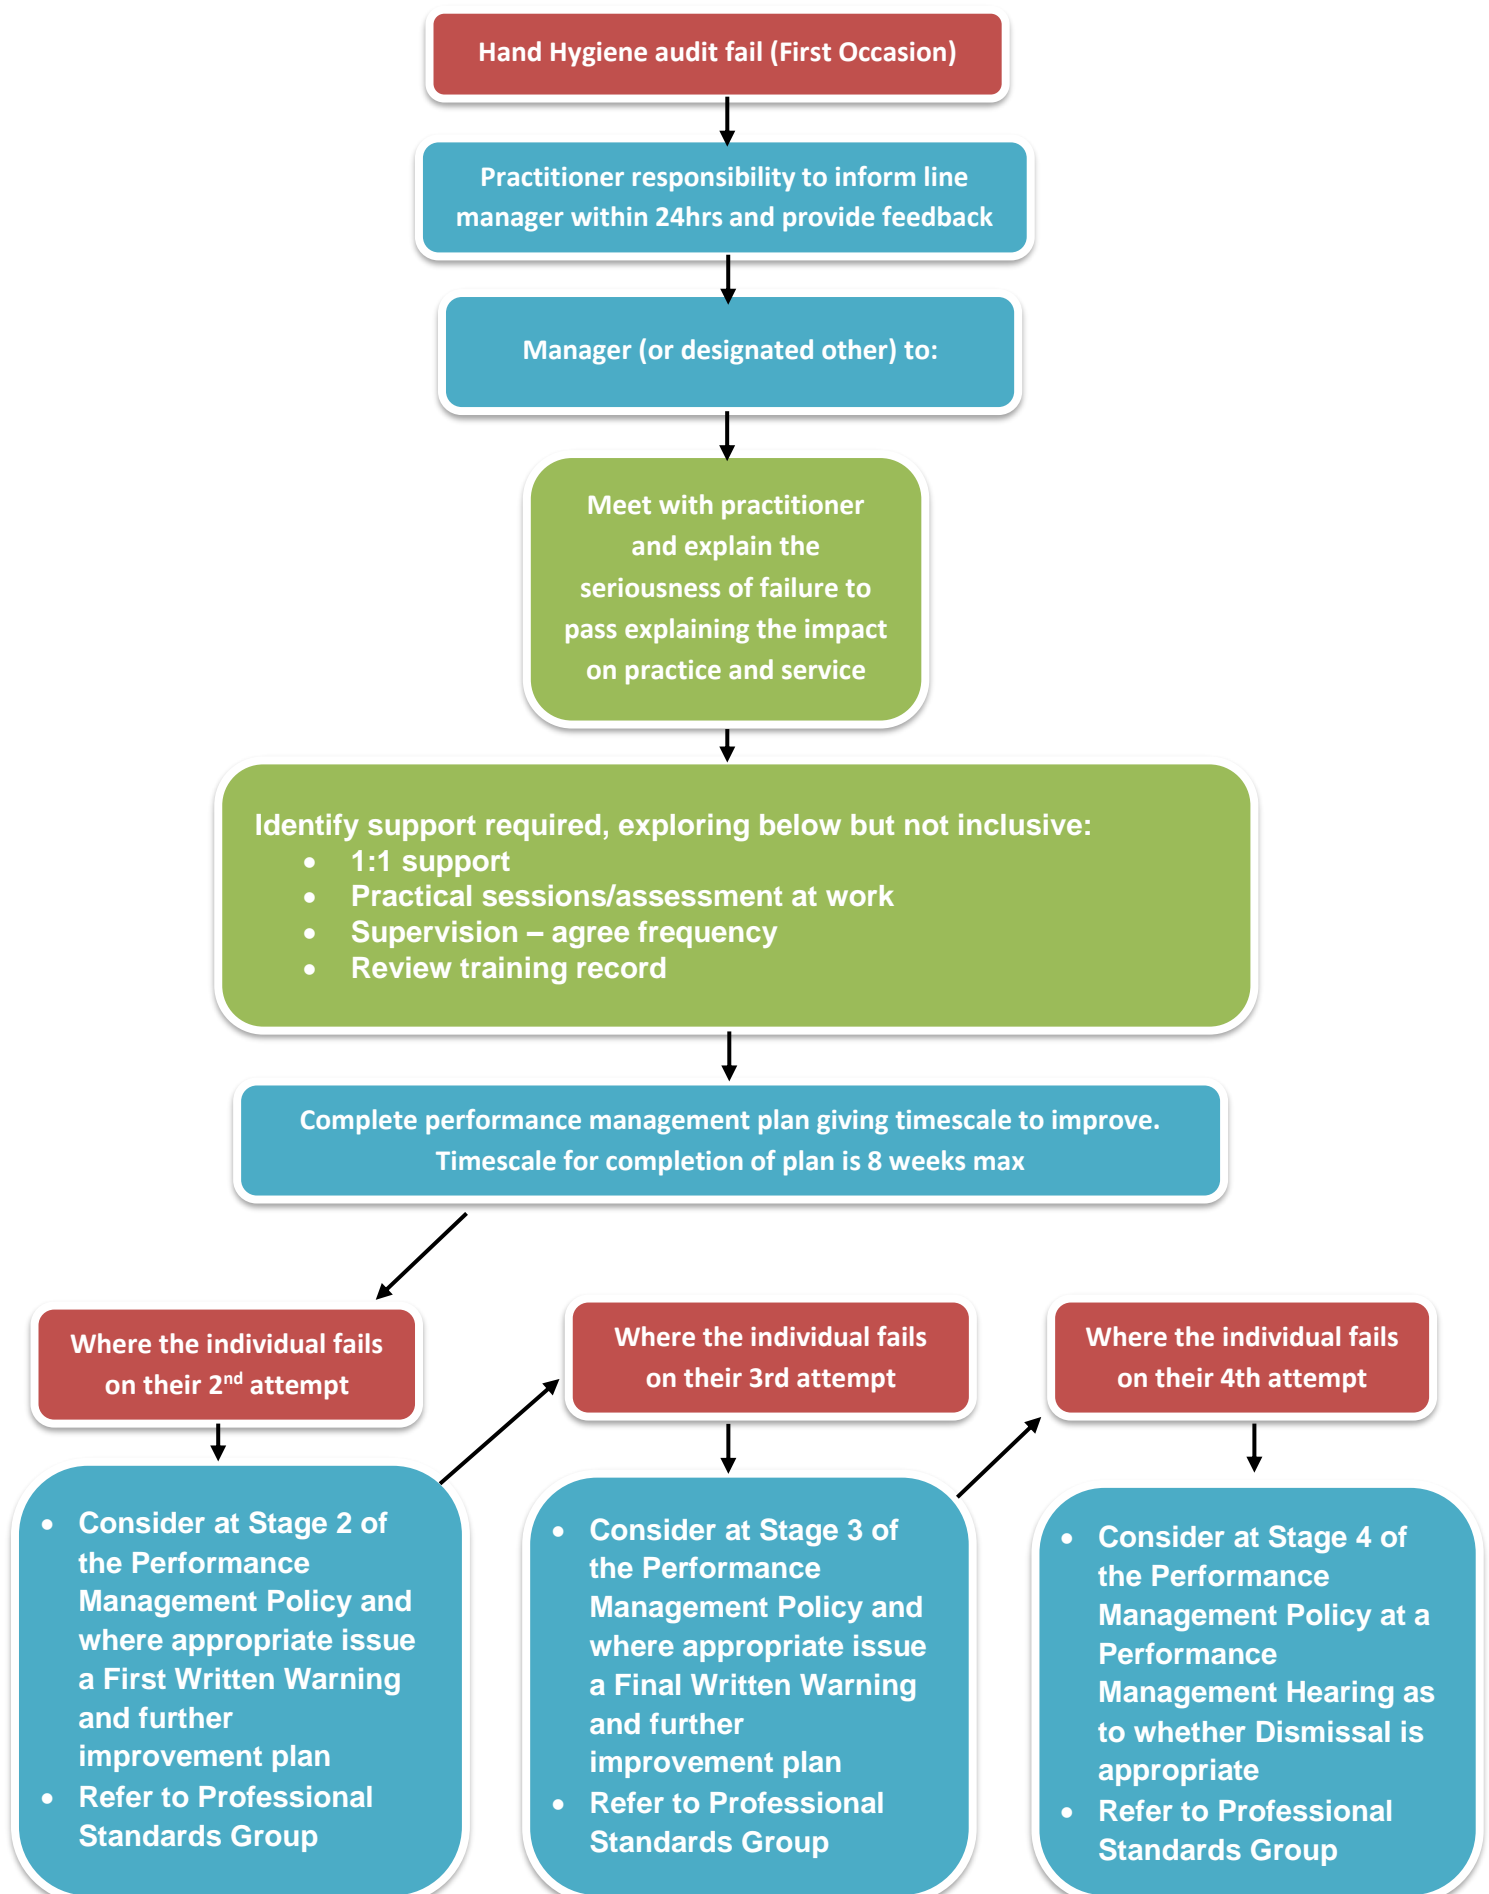 Hand Hygiene audit fail (First Occasion)
Practitioner responsibility to inform line
manager within 24hrs and provide feedback
Manager (or designated other) to:
Meet with practitioner
and explain the
seriousness of failure to
pass explaining the impact
on practice and service
Identify support required, exploring below but not inclusive:
• 1:1 support
• Practical sessions/assessment at work
• Supervision – agree frequency
• Review training record
Complete performance management plan giving timescale to improve.
Timescale for completion of plan is 8 weeks max
Where the individual fails
on their 2nd attempt
• Consider at Stage 2 of
the Performance
Management Policy and
where appropriate issue
a First Written Warning
and further
improvement plan
• Refer to Professional
Standards Group
Where the individual fails
on their 3rd attempt
• Consider at Stage 3 of
the Performance
Management Policy and
where appropriate issue
a Final Written Warning
and further
improvement plan
• Refer to Professional
Standards Group
Where the individual fails
on their 4th attempt
• Consider at Stage 4 of
the Performance
Management Policy at a
Performance
Management Hearing as
to whether Dismissal is
appropriate
• Refer to Professional
Standards Group